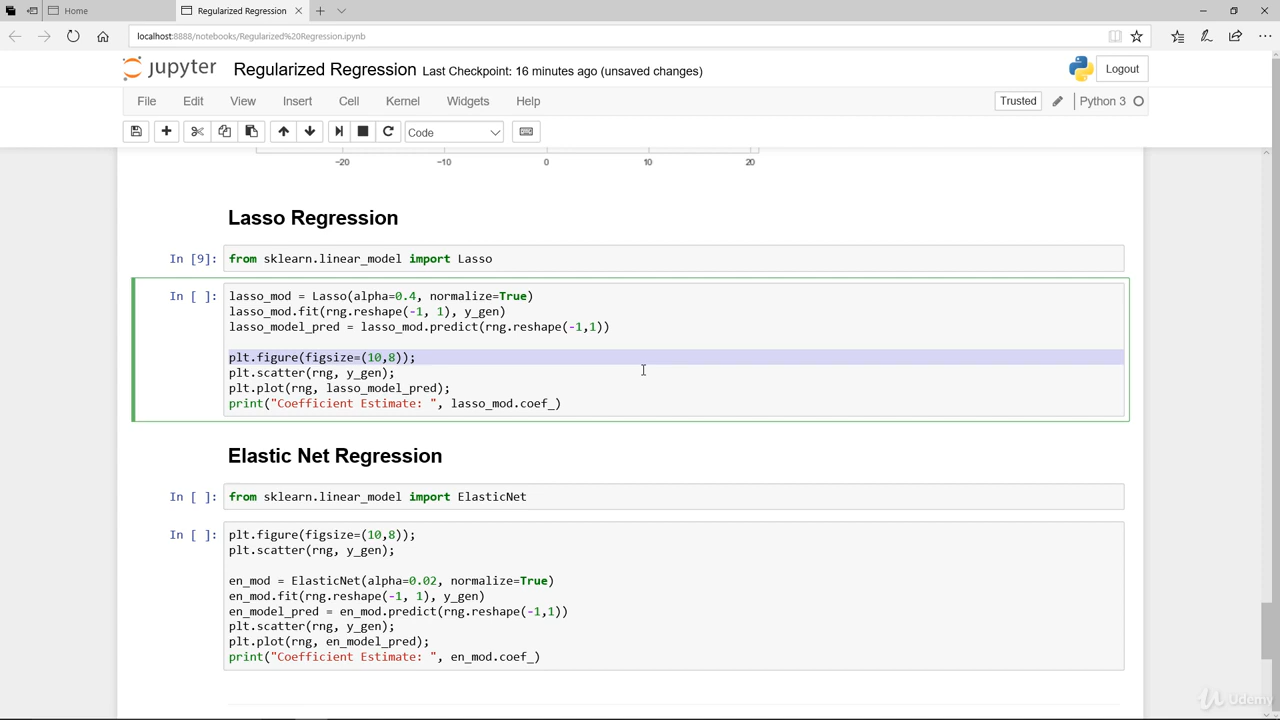 Home
Regularized Regression
localhost:8888/notebooks/Regularized%20Regression.ipynb
jupyter Regularized Regression Last Checkpoint: 16 minutes ago (unsaved changes)
Logout
File Edit View Insert Cell Kernel Widgets Help
Trusted
Python 3
Code
−20 −10 0 10 20
Lasso Regression
In [9]: from sklearn.linear_model import Lasso
In [ ]: lasso_mod = Lasso(alpha=0.4, normalize=True)
lasso_mod.fit(rng.reshape(-1, 1), y_gen)
lasso_model_pred = lasso_mod.predict(rng.reshape(-1,1))
plt.figure(figsize=(10,8));
plt.scatter(rng, y_gen);
plt.plot(rng, lasso_model_pred);
print("Coefficient Estimate: ", lasso_mod.coef_)
Elastic Net Regression
In [ ]: from sklearn.linear_model import ElasticNet
In [ ]: plt.figure(figsize=(10,8));
plt.scatter(rng, y_gen);
en_mod = ElasticNet(alpha=0.02, normalize=True)
en_mod.fit(rng.reshape(-1, 1), y_gen)
en_model_pred = en_mod.predict(rng.reshape(-1,1))
plt.scatter(rng, y_gen);
plt.plot(rng, en_model_pred);
print("Coefficient Estimate: ", en_mod.coef_)
Udemy